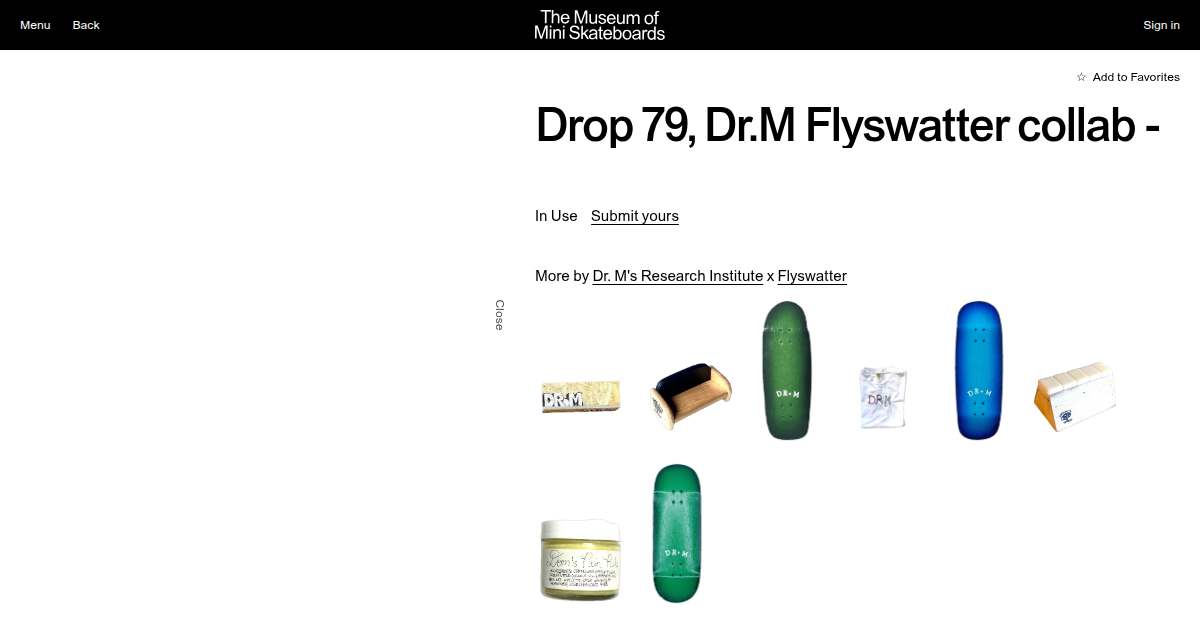 Menu Back
The Museum of
Mini Skateboards
Sign in
☆ Add to Favorites
Drop 79, Dr.M Flyswatter collab -
In Use Submit yours
More by Dr. M's Research Institute x Flyswatter
Close
DR•M
DR•M
DR•M
DR•M
DR•M